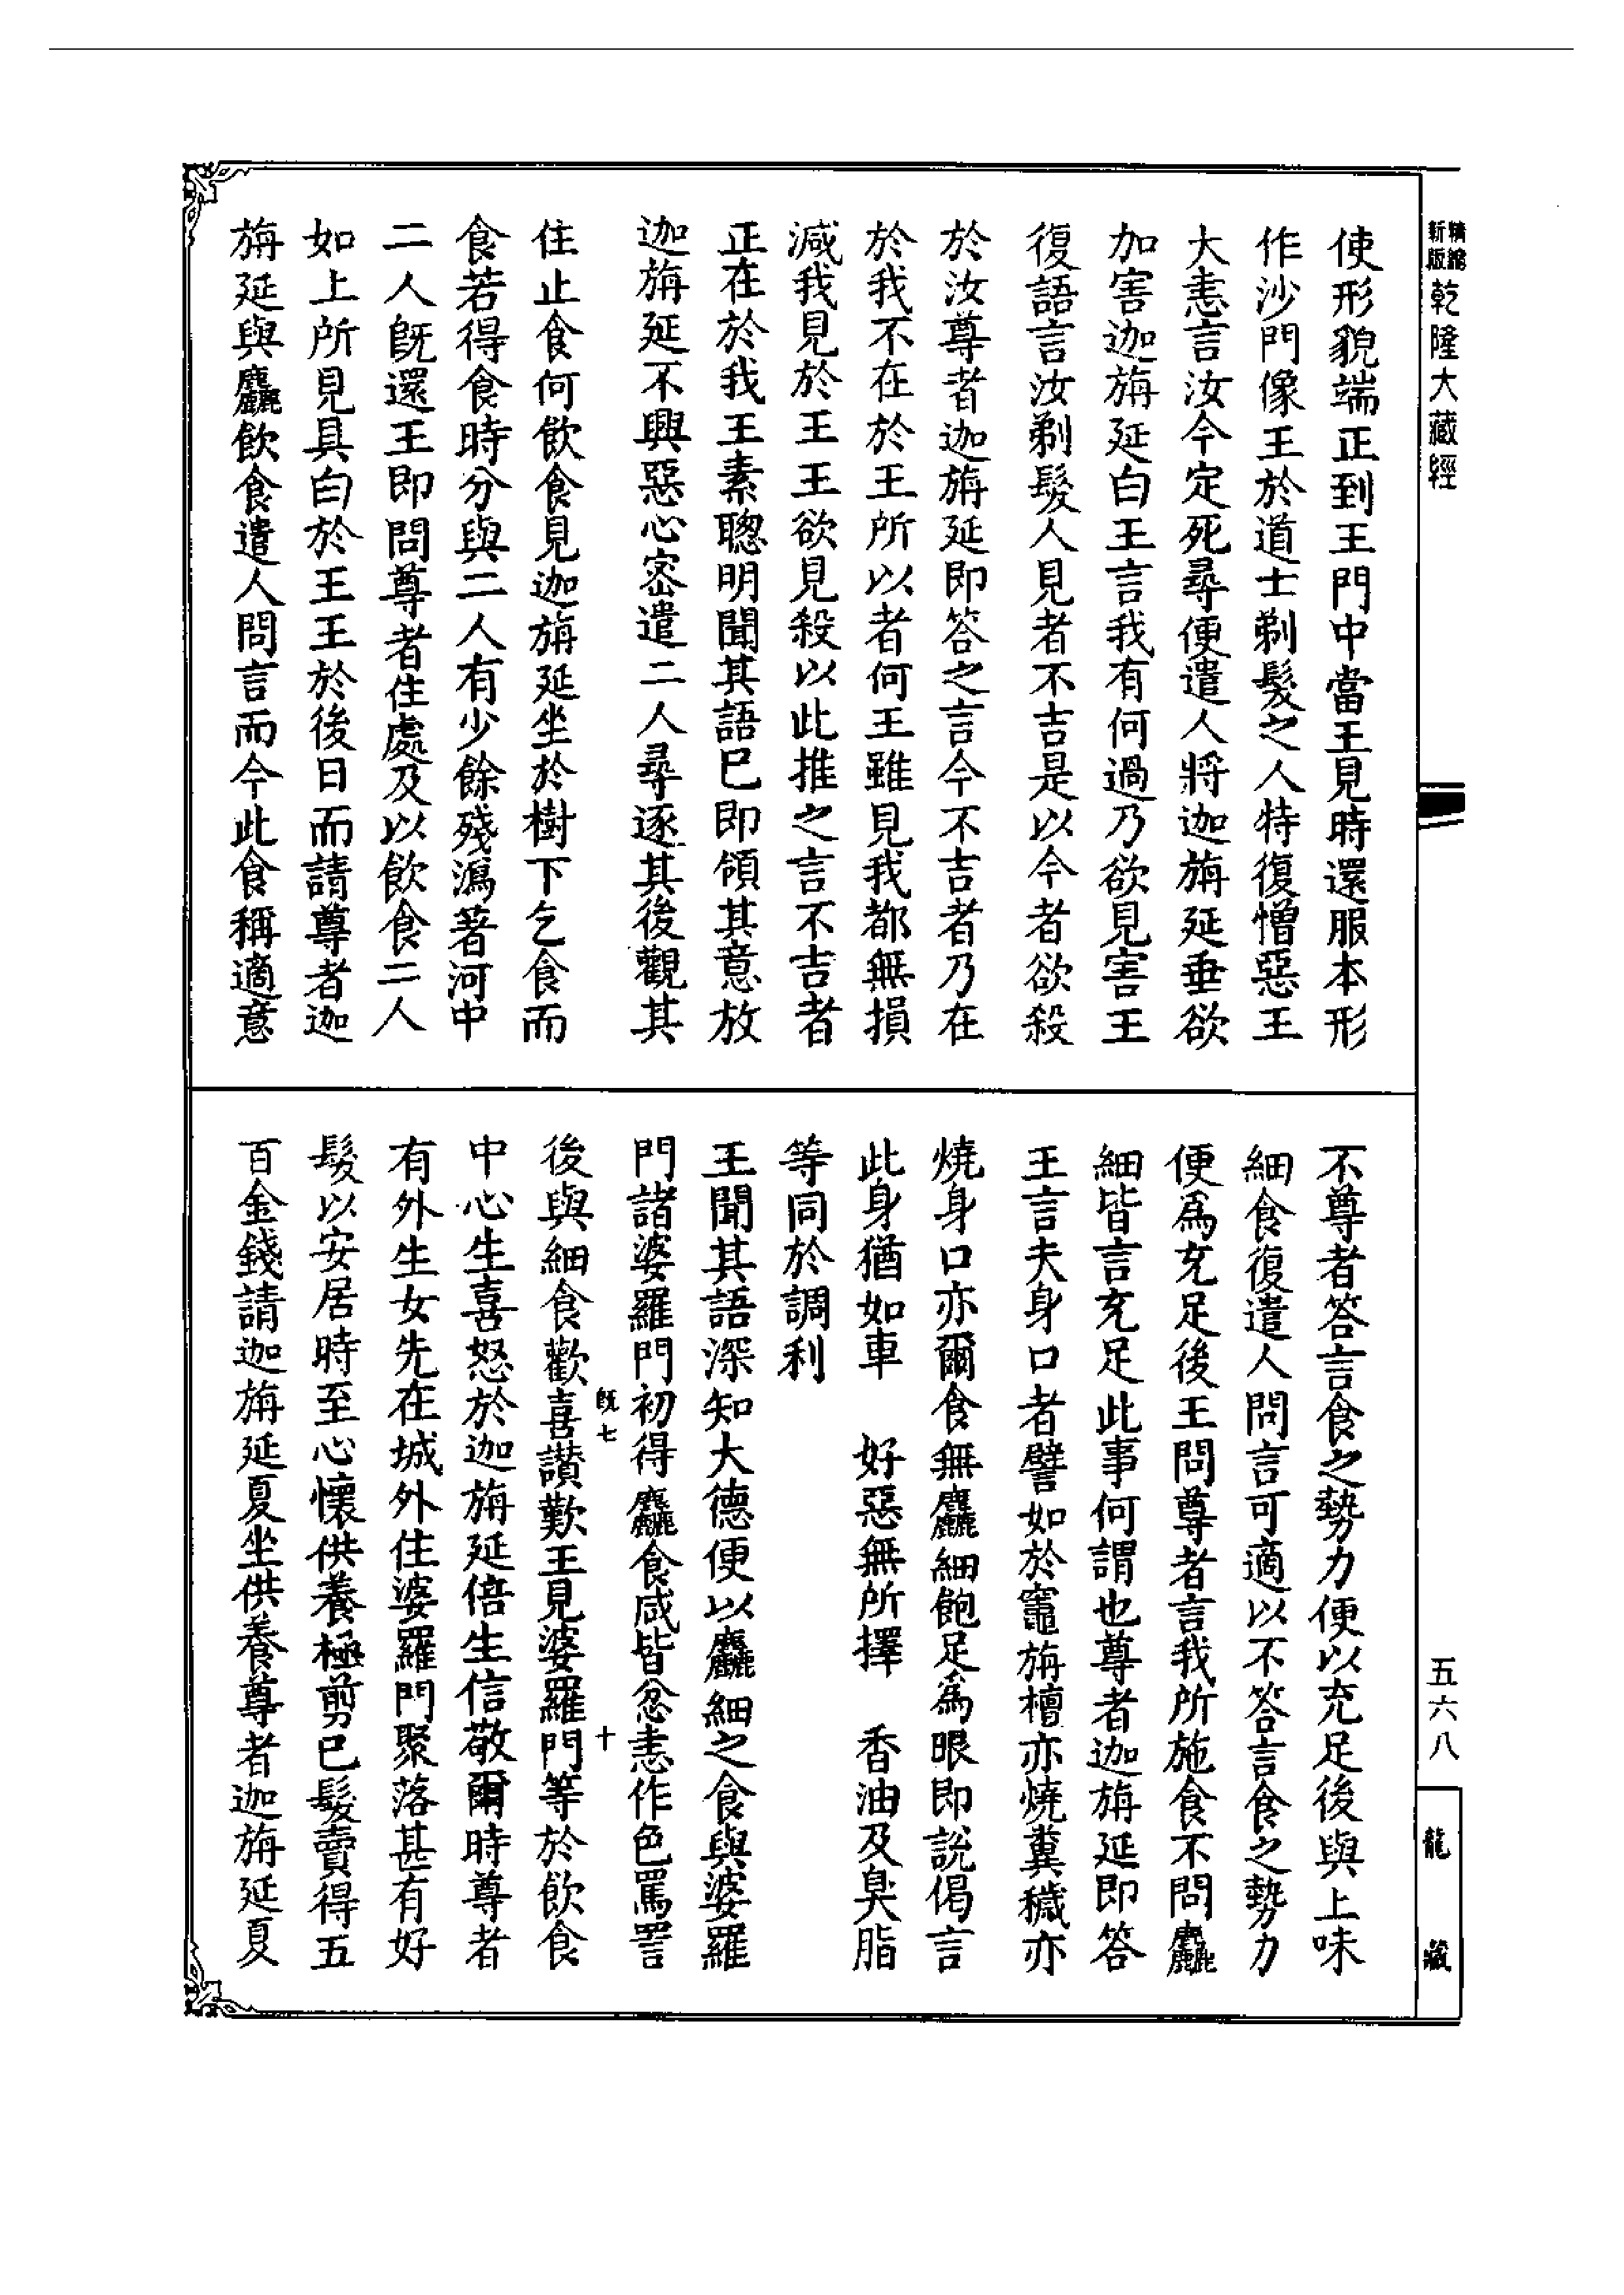 精編新版 乾隆大藏經
五六八
龍藏
使形貌端正到王門中當王見時還服本形
作沙門像王於道士剃髮之人特復憎惡王
大恚言汝今定死尋便遣人將迦旃延垂欲
加害迦旃延白王言我有何過乃欲見害王
復語言汝剃髮人見者不吉是以今者欲殺
於汝尊者迦旃延即答之言今不吉者乃在
於我不在於王所以者何王雖見我都無損
減我見於王王欲見殺以此推之言不吉者
正在於我王素聰明聞其語已即領其意放
迦旃延不興惡心密遣二人尋逐其後觀其
住止食何飲食見迦旃延坐於樹下乞食而
食若得食時分與二人有少餘殘瀉著河中
二人既還王即問尊者住處及以飲食二人
如上所見具白於王王於後日而請尊者迦
旃延與麤飲食遣人問言而今此食稱適意
不尊者答言食之勢力便以充足後與上味
細食復遣人問言可適以不答言食之勢力
便爲充足後王問尊者言我所施食不問麤
細皆言充足此事何謂也尊者迦旃延即答
王言夫身口者譬如於竈旃檀亦燒糞穢亦
燒身口亦爾食無麤細飽足爲限即說偈言
此身猶如車　好惡無所擇　香油及臭脂
等同於調利
王聞其語深知大德便以麤細之食與婆羅
門諸婆羅門初得麤食咸皆忿恚作色罵詈
既七　十
後與細食歡喜讚歎王見婆羅門等於飲食
中心生喜怒於迦旃延倍生信敬爾時尊者
有外生女先在城外住婆羅門聚落甚有好
髮以安居時至心懷供養極剪已髮賣得五
百金錢請迦旃延夏坐供養尊者迦旃延夏